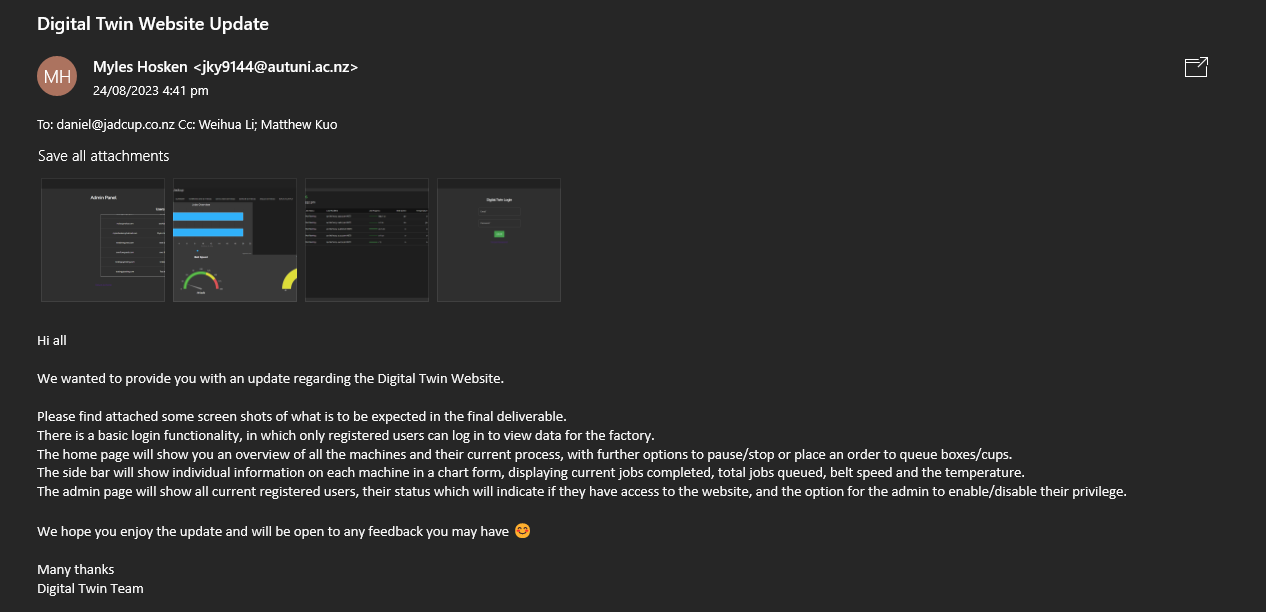 Digital Twin Website Update
MH
Myles Hosken <jky9144@autuni.ac.nz>
24/08/2023 4:41 pm
To: daniel@jadcup.co.nz Cc: Weihua Li; Matthew Kuo
Save all attachments
Admin Panel
Digital Twin Login
Hi all
We wanted to provide you with an update regarding the Digital Twin Website.
Please find attached some screen shots of what is to be expected in the final deliverable.
There is a basic login functionality, in which only registered users can log in to view data for the factory.
The home page will show you an overview of all the machines and their current process, with further options to pause/stop or place an order to queue boxes/cups.
The side bar will show individual information on each machine in a chart form, displaying current jobs completed, total jobs queued, belt speed and the temperature.
The admin page will show all current registered users, their status which will indicate if they have access to the website, and the option for the admin to enable/disable their privilege.
We hope you enjoy the update and will be open to any feedback you may have 😊
Many thanks
Digital Twin Team